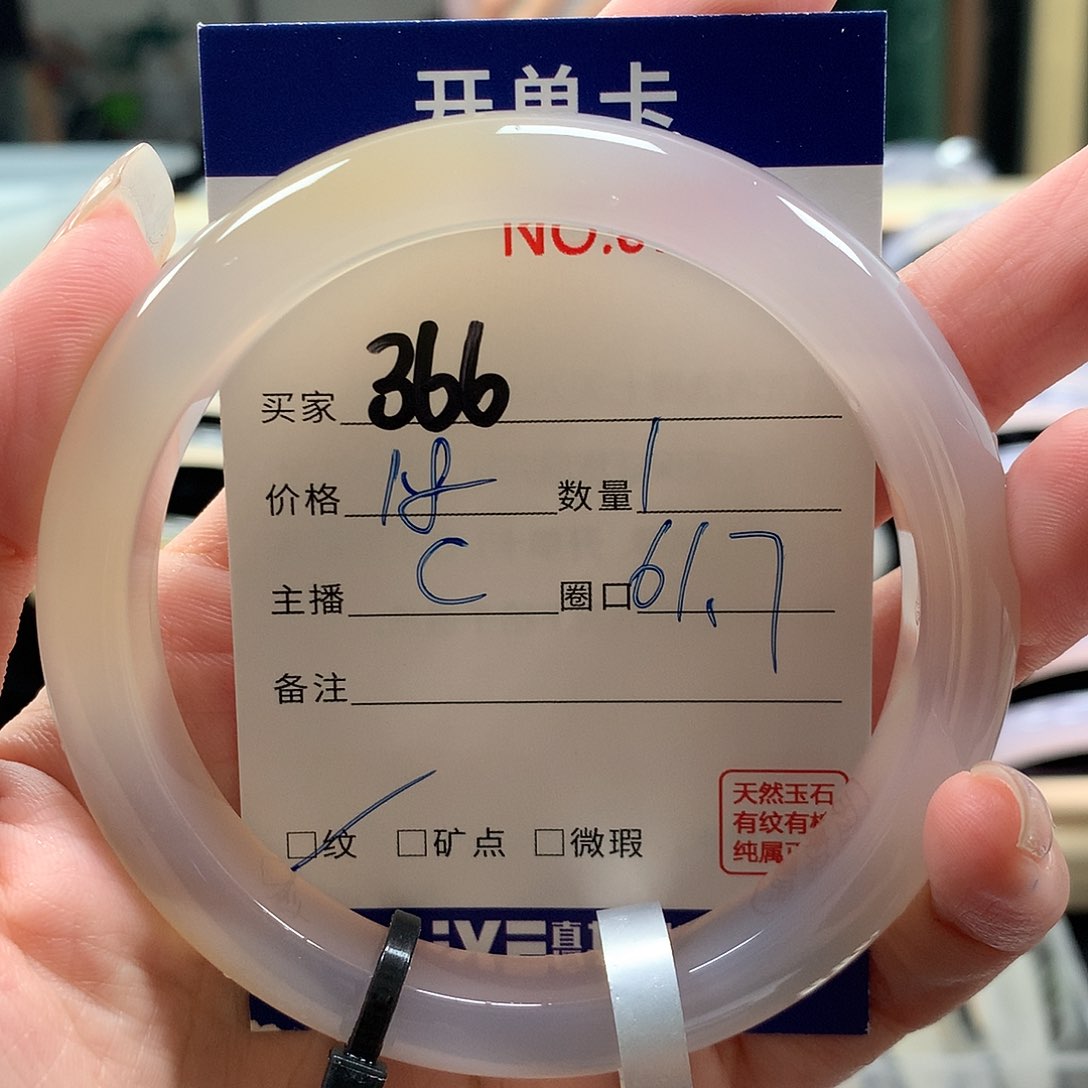 开单卡
NO.
买家 366
价格 数量 1
主播 C 圈口 61.7
备注
□纹 □矿点 □微瑕
天然玉石
有纹有
纯属